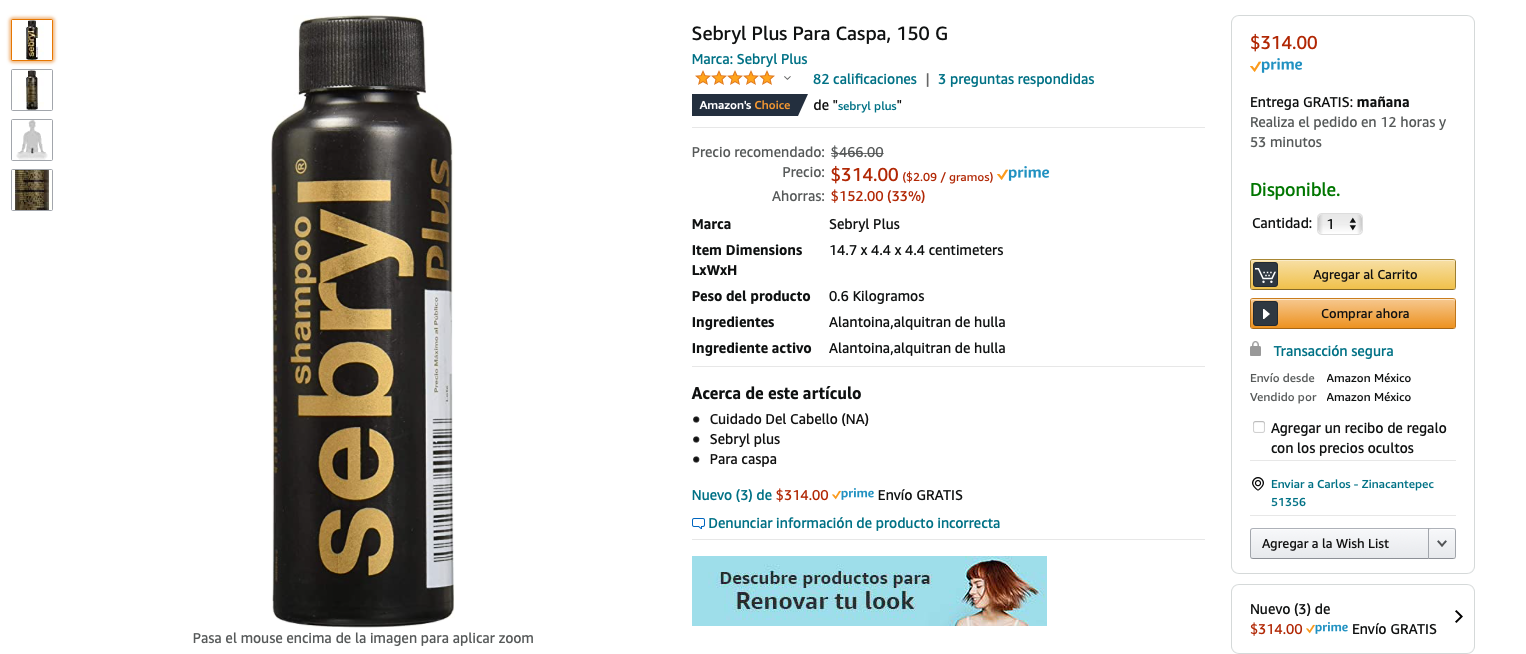 shampoo
sebryl®
Plus
Precio Máximo al Público
Pasa el mouse encima de la imagen para aplicar zoom
Sebryl Plus Para Caspa, 150 G
Marca: Sebryl Plus
82 calificaciones | 3 preguntas respondidas
Amazon's Choice de "sebryl plus"
Precio recomendado: $466.00
Precio: $314.00 ($2.09 / gramos) prime
Ahorras: $152.00 (33%)
Marca Sebryl Plus
Item Dimensions 14.7 x 4.4 x 4.4 centimeters
LxWxH
Peso del producto 0.6 Kilogramos
Ingredientes Alantoina,alquitran de hulla
Ingrediente activo Alantoina,alquitran de hulla
Acerca de este artículo
Cuidado Del Cabello (NA)
Sebryl plus
Para caspa
Nuevo (3) de $314.00 prime Envío GRATIS
Denunciar información de producto incorrecta
Descubre productos para
Renovar tu look
$314.00
prime
Entrega GRATIS: mañana
Realiza el pedido en 12 horas y
53 minutos
Disponible.
Cantidad: 1
Agregar al Carrito
Comprar ahora
Transacción segura
Envío desde Amazon México
Vendido por Amazon México
Agregar un recibo de regalo
con los precios ocultos
Enviar a Carlos - Zinacantepec
51356
Agregar a la Wish List
Nuevo (3) de
$314.00 prime Envío GRATIS